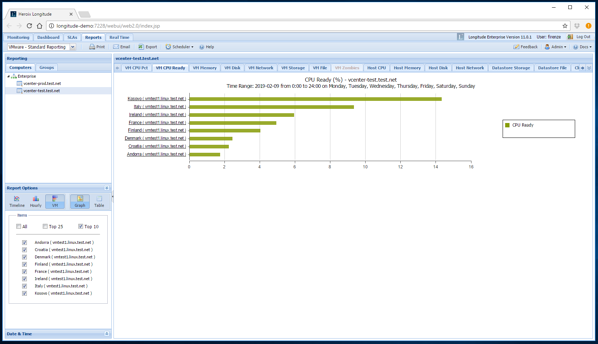 Heroix Longitude
longitude-demo:7228/webux/web2.0/index.jsp
Monitoring Dashboard SLAs Reports Real Time
Longitude Enterprise Version 11.0.1 User: franze Log Out
VMware - Standard Reporting Print Email Export Scheduler Help
Feedback Admin Docs
Reporting
vcenter-test.test.net
Computers Groups
VM CPU Pct VM CPU Ready VM Memory VM Disk VM Network VM Storage VM File VM Zombies Host CPU Host Memory Host Disk Host Network Datastore Storage Datastore File
Enterprise
vcenter-prod.test.net
vcenter-test.test.net
CPU Ready (%) - vcenter-test.test.net
Time Range: 2019-02-09 from 0:00 to 24:00 on Monday, Tuesday, Wednesday, Thursday, Friday, Saturday, Sunday
Kosovo ( vmtest1.linux.test.net )
Italy ( vmtest1.linux.test.net )
Ireland ( vmtest1.linux.test.net )
France ( vmtest1.linux.test.net )
Finland ( vmtest1.linux.test.net )
Denmark ( vmtest1.linux.test.net )
Croatia ( vmtest1.linux.test.net )
Andorra ( vmtest1.linux.test.net )
0 2 4 6 8 10 12 14 16
CPU Ready
Report Options
Timeline Hourly VM Graph Table
Items
All Top 25 Top 10
Andorra ( vmtest1.linux.test.net )
Croatia ( vmtest1.linux.test.net )
Denmark ( vmtest1.linux.test.net )
Finland ( vmtest1.linux.test.net )
France ( vmtest1.linux.test.net )
Ireland ( vmtest1.linux.test.net )
Italy ( vmtest1.linux.test.net )
Kosovo ( vmtest1.linux.test.net )
Date & Time